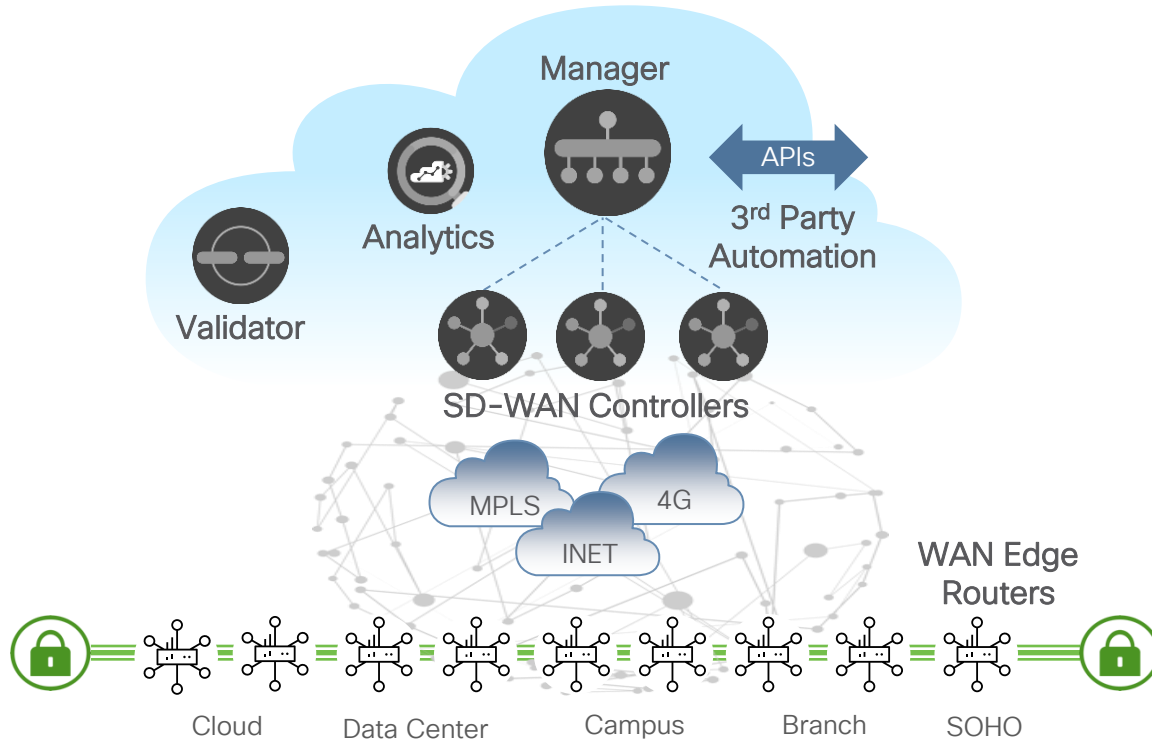 Manager
APIs
Analytics
3rd Party
Automation
Validator
SD-WAN Controllers
MPLS
4G
INET
WAN Edge
Routers
Cloud
Data Center
Campus
Branch
SOHO